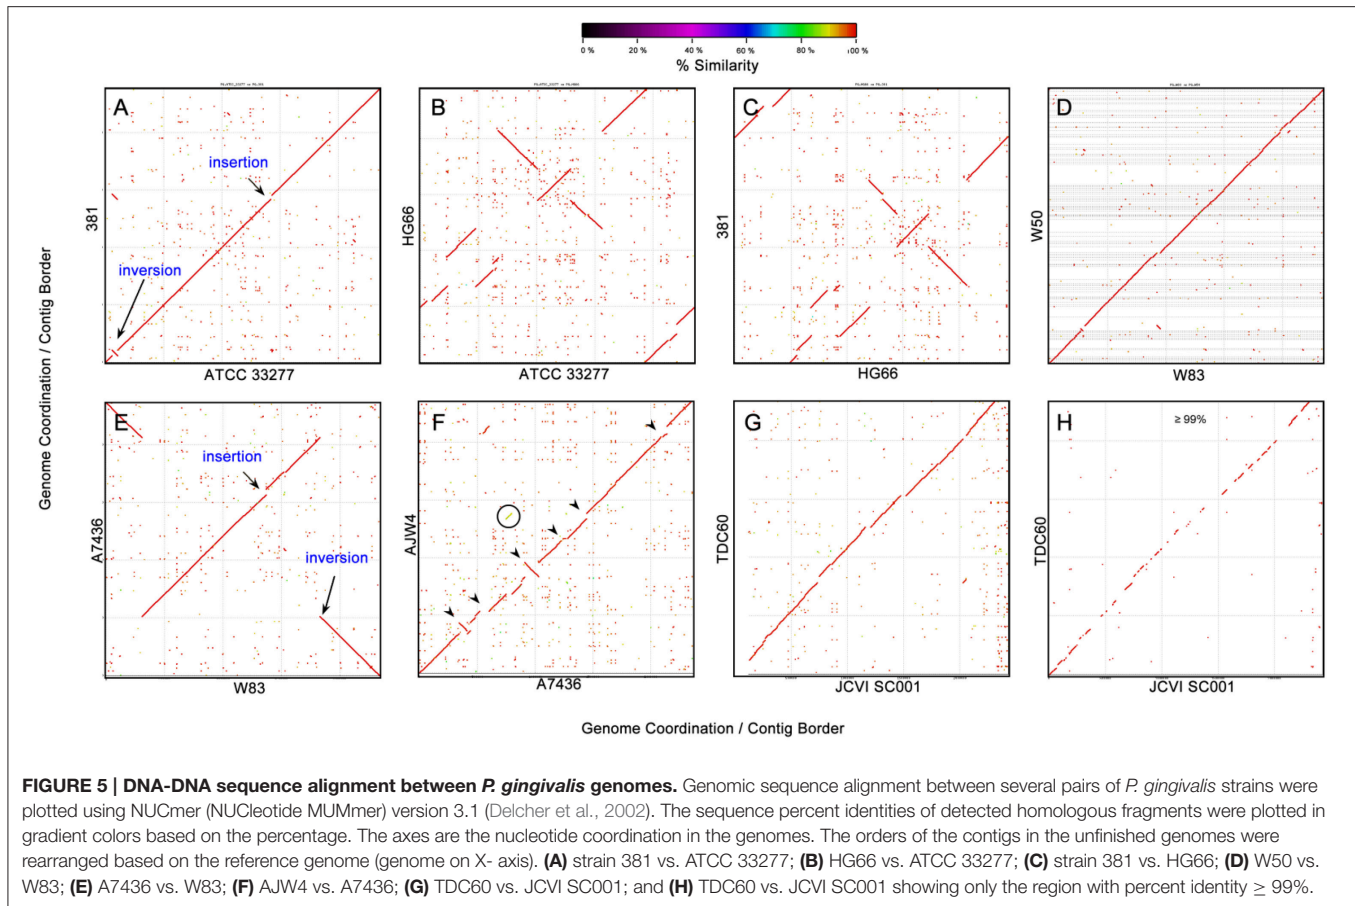 0 % 20 % 40 % 60 % 80 % 100 %
% Similarity
Genome Coordination / Contig Border
A
insertion
inversion
381
ATCC 33277
B
HG66
ATCC 33277
C
381
HG66
D
W50
W83
E
insertion
inversion
A7436
W83
F
AJW4
A7436
G
TDC60
JCVI SC001
H
≥ 99%
TDC60
JCVI SC001
Genome Coordination / Contig Border
FIGURE 5 | DNA-DNA sequence alignment between P. gingivalis genomes. Genomic sequence alignment between several pairs of P. gingivalis strains were
plotted using NUCmer (NUCleotide MUMmer) version 3.1 (Delcher et al., 2002). The sequence percent identities of detected homologous fragments were plotted in
gradient colors based on the percentage. The axes are the nucleotide coordination in the genomes. The orders of the contigs in the unfinished genomes were
rearranged based on the reference genome (genome on X- axis). (A) strain 381 vs. ATCC 33277; (B) HG66 vs. ATCC 33277; (C) strain 381 vs. HG66; (D) W50 vs.
W83; (E) A7436 vs. W83; (F) AJW4 vs. A7436; (G) TDC60 vs. JCVI SC001; and (H) TDC60 vs. JCVI SC001 showing only the region with percent identity ≥ 99%.